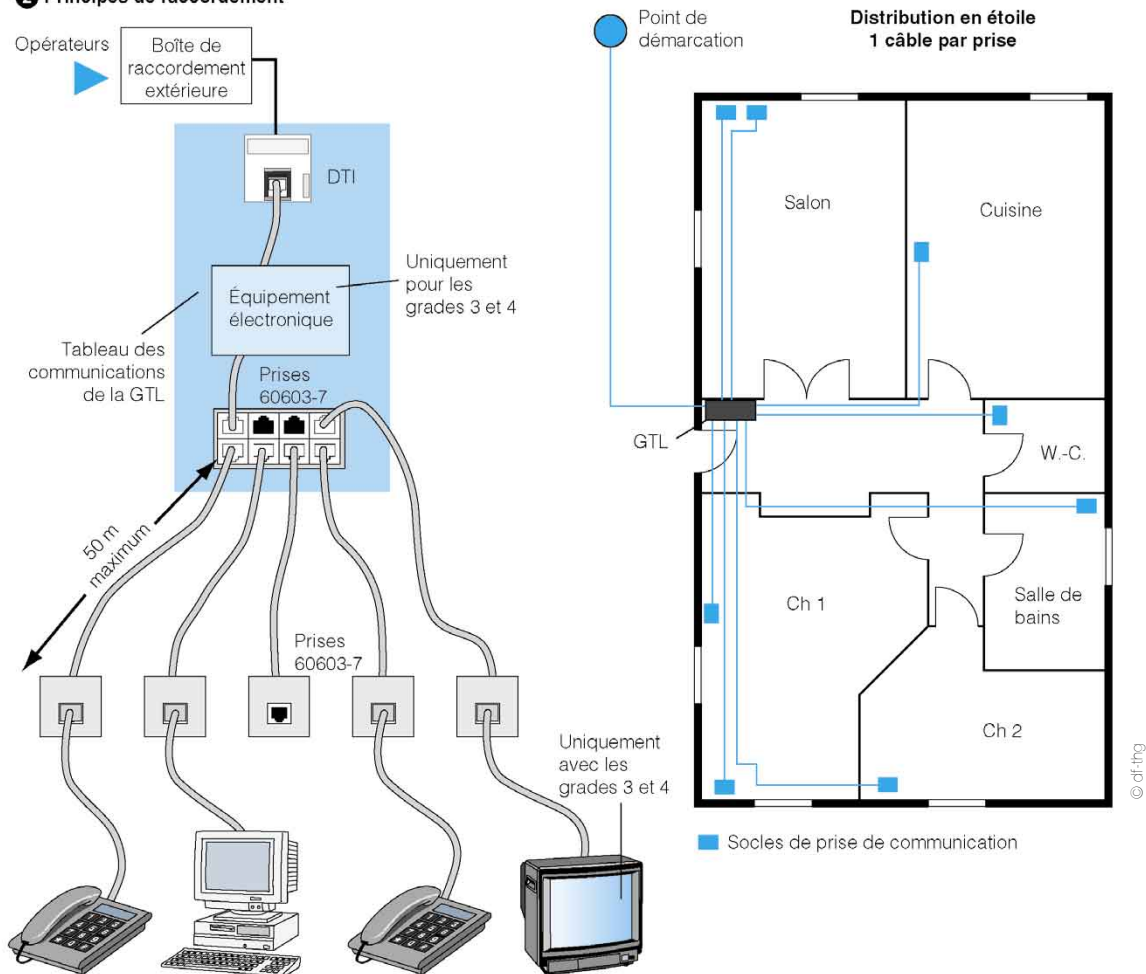 ❷ Principes de raccordement
Opérateurs
Boîte de
raccordement
extérieure
DTI
Équipement
électronique
Uniquement
pour les
grades 3 et 4
Tableau des
communications
de la GTL
Prises
60603-7
50 m
maximum
Prises
60603-7
Uniquement
avec les
grades 3 et 4
Point de
démarcation
Distribution en étoile
1 câble par prise
Salon
Cuisine
GTL
W.-C.
Ch 1
Salle de
bains
Ch 2
Socles de prise de communication
© df-thg